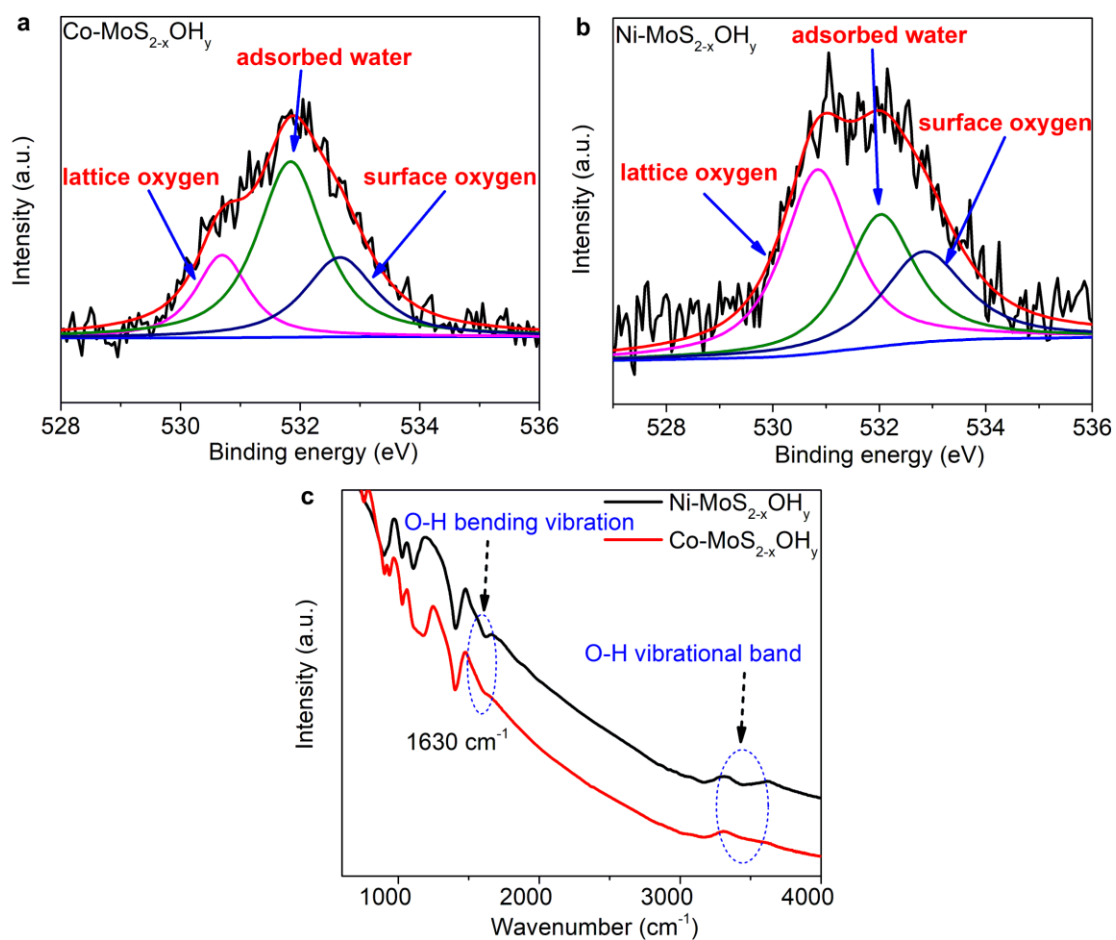 a
Co-MoS2-xOHy
adsorbed water
lattice oxygen
surface oxygen
Intensity (a.u.)
528 530 532 534 536
Binding energy (eV)
b
Ni-MoS2-xOHy
adsorbed water
surface oxygen
lattice oxygen
Intensity (a.u.)
528 530 532 534 536
Binding energy (eV)
c
Ni-MoS2-xOHy
Co-MoS2-xOHy
O-H bending vibration
O-H vibrational band
1630 cm-1
Intensity (a.u.)
1000 2000 3000 4000
Wavenumber (cm-1)